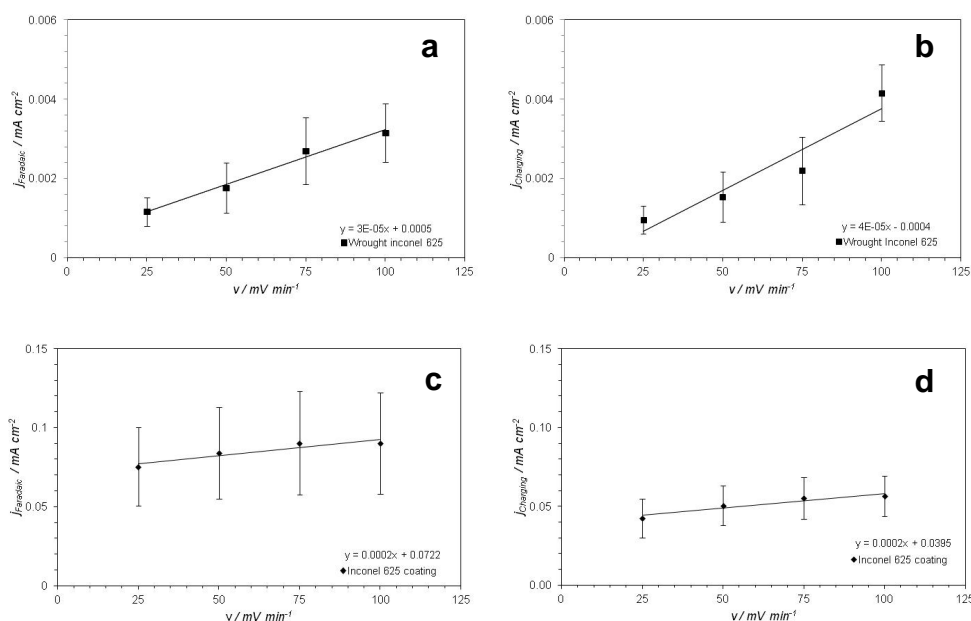 a
j Faradaic / mA cm-2
0.006
0.004
0.002
0
0 25 50 75 100 125
v / mV min-1
y = 3E-05x + 0.0005
Wrought inconel 625
b
j Charging / mA cm-2
0.006
0.004
0.002
0
0 25 50 75 100 125
v / mV min-1
y = 4E-05x - 0.0004
Wrought Inconel 625
c
j Faradaic / mA cm-2
0.15
0.1
0.05
0
0 25 50 75 100 125
v / mV min-1
y = 0.0002x + 0.0722
Inconel 625 coating
d
j Charging / mA cm-2
0.15
0.10
0.05
0.00
0 25 50 75 100 125
v / mV min-1
y = 0.0002x + 0.0395
Inconel 625 coating